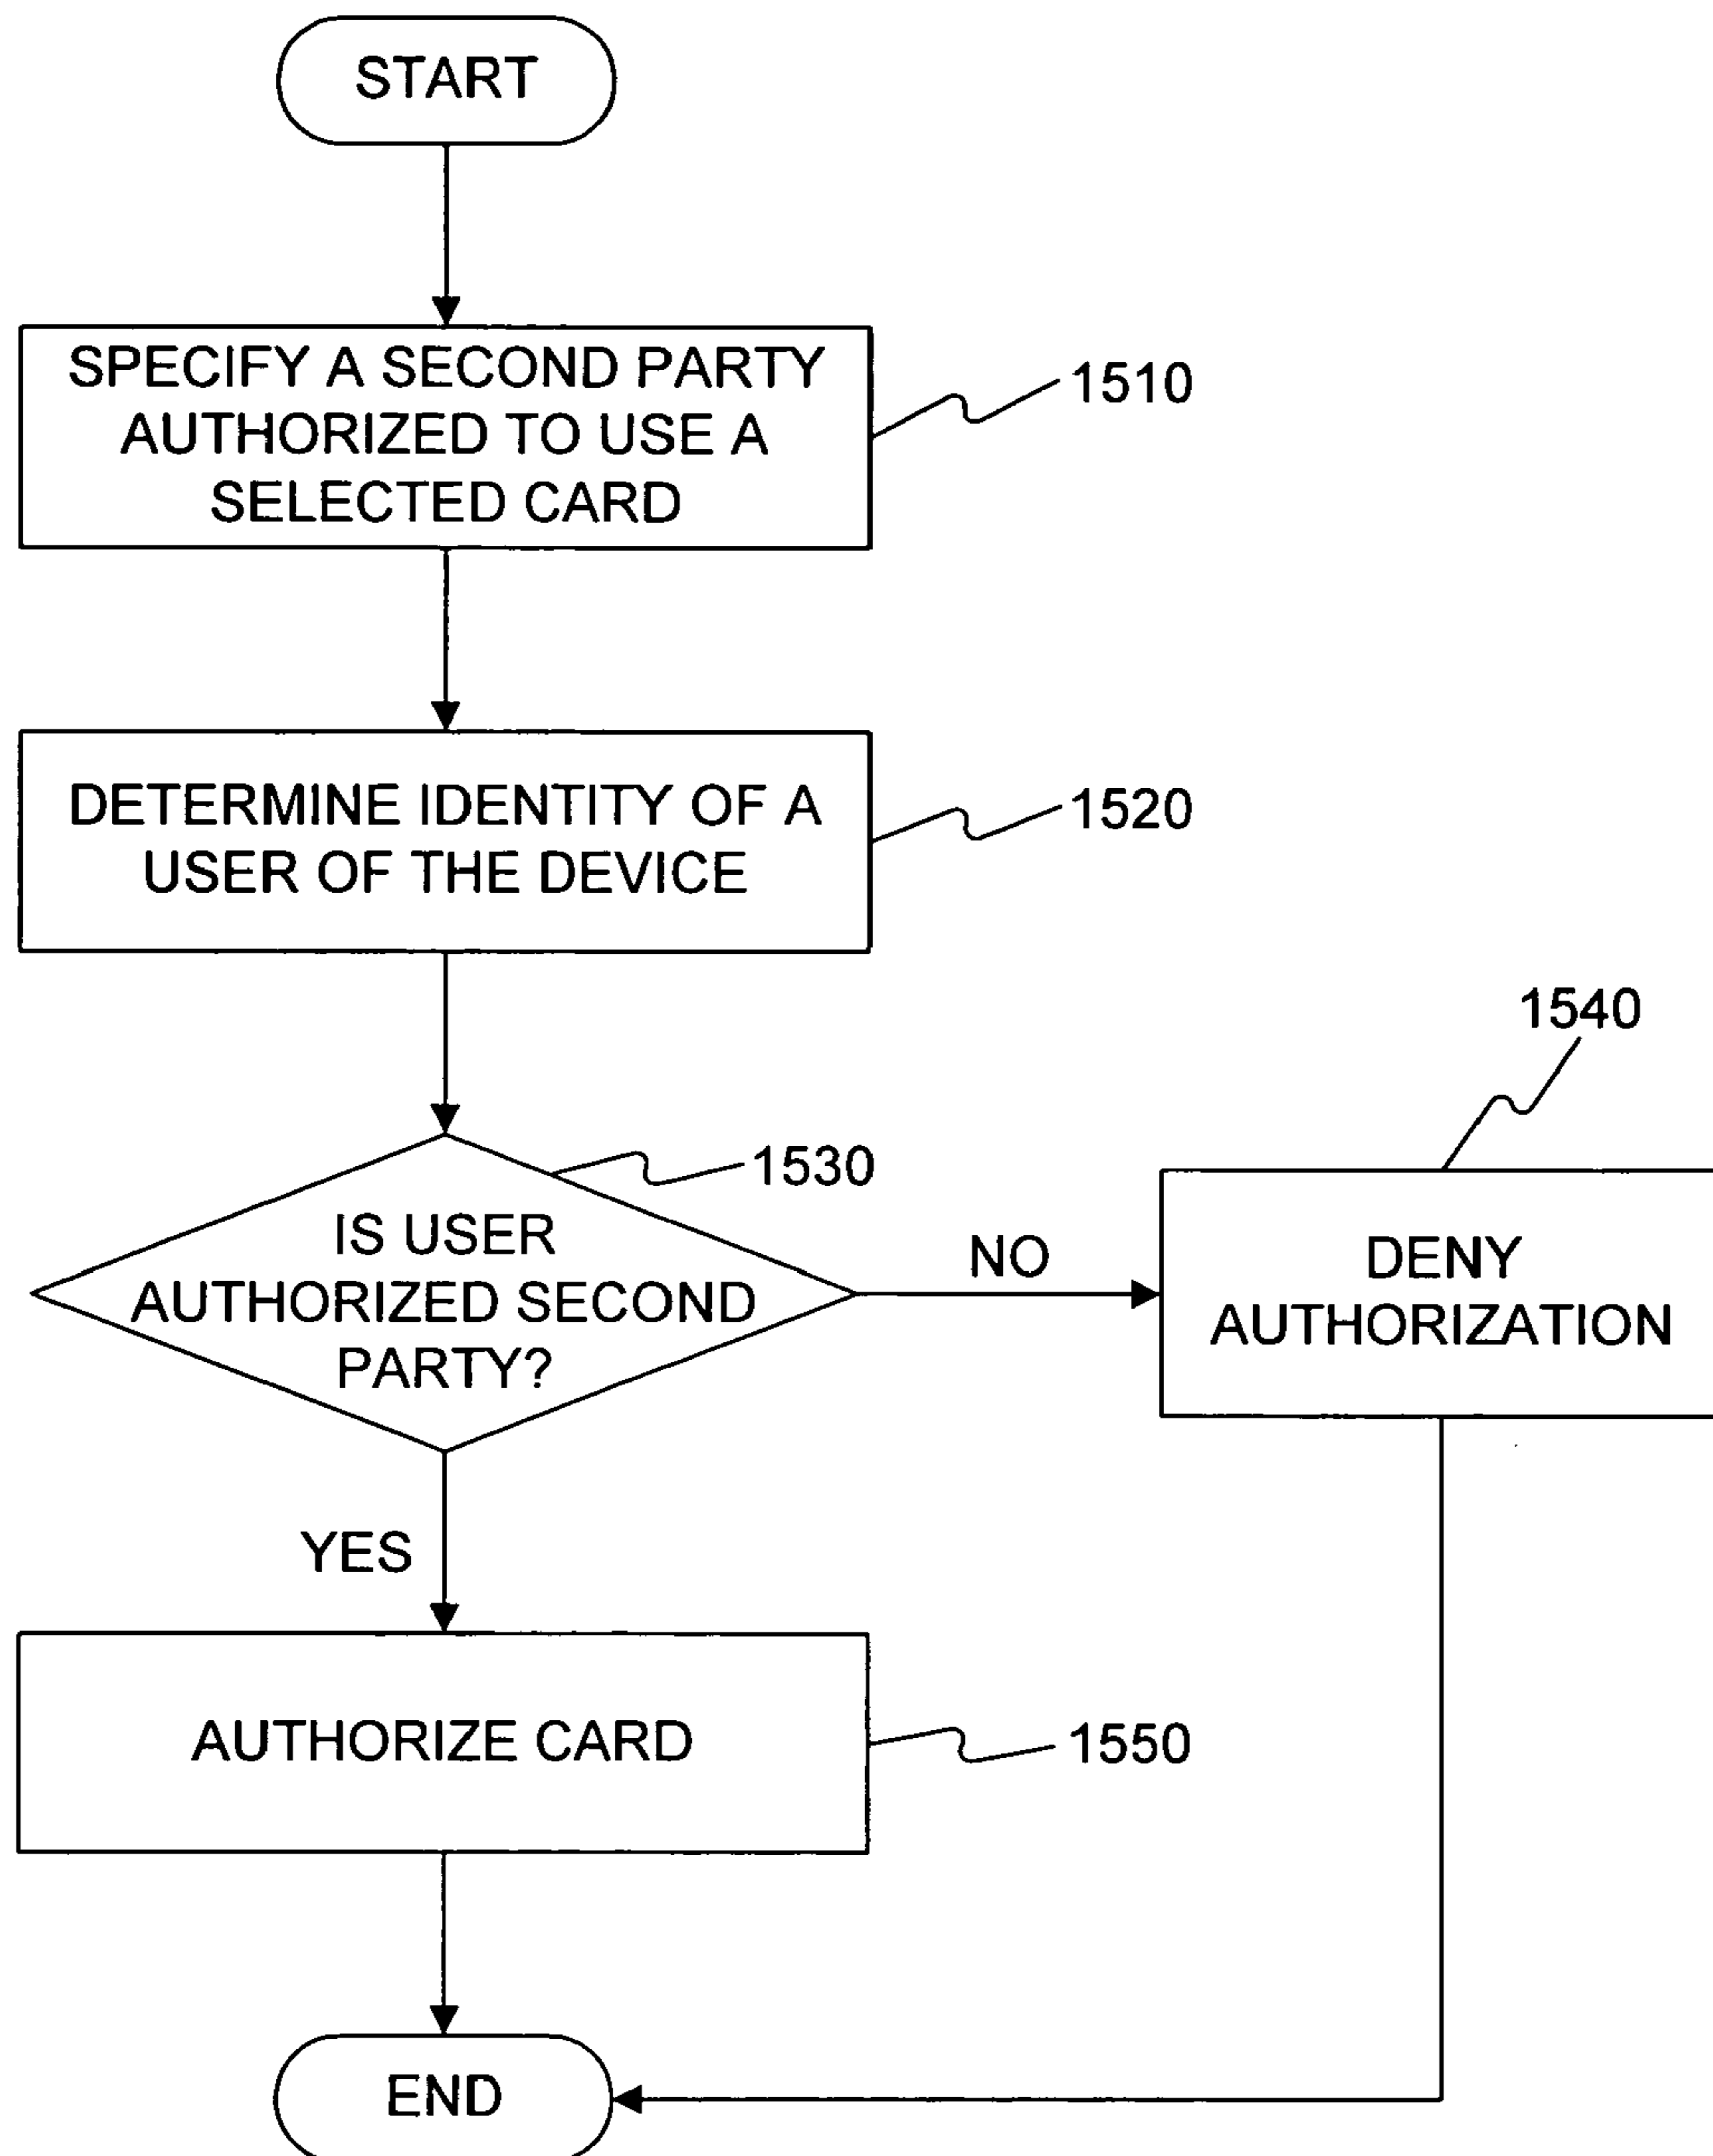 START
SPECIFY A SECOND PARTY
AUTHORIZED TO USE A
SELECTED CARD
1510
DETERMINE IDENTITY OF A
USER OF THE DEVICE
1520
1530
IS USER
AUTHORIZED SECOND
PARTY?
NO
1540
DENY
AUTHORIZATION
YES
AUTHORIZE CARD
1550
END